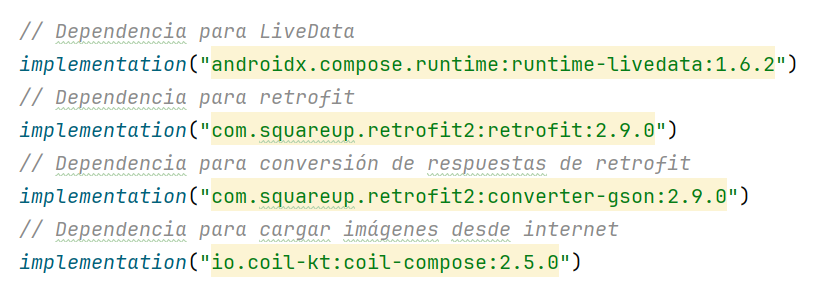 // Dependencia para LiveData
implementation("androidx.compose.runtime:runtime-livedata:1.6.2")
// Dependencia para retrofit
implementation("com.squareup.retrofit2:retrofit:2.9.0")
// Dependencia para conversión de respuestas de retrofit
implementation("com.squareup.retrofit2:converter-gson:2.9.0")
// Dependencia para cargar imágenes desde internet
implementation("io.coil-kt:coil-compose:2.5.0")